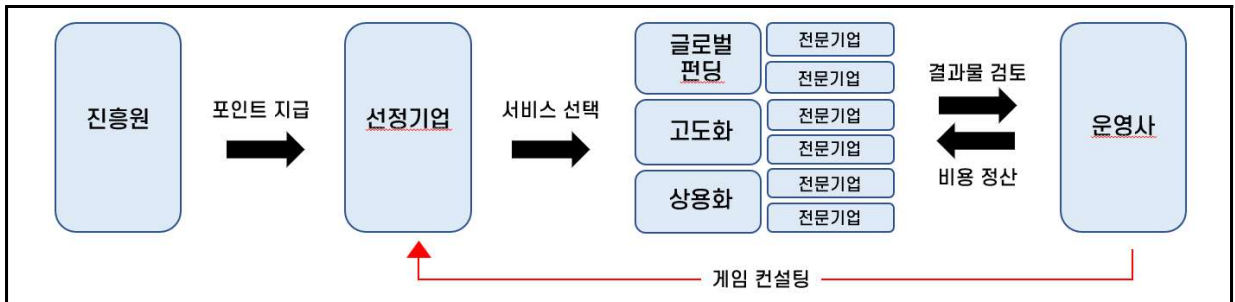 진흥원
포인트 지급
선정기업
서비스 선택
글로벌
펀딩
전문기업
전문기업
고도화
전문기업
전문기업
상용화
전문기업
전문기업
결과물 검토
비용 정산
운영사
게임 컨설팅